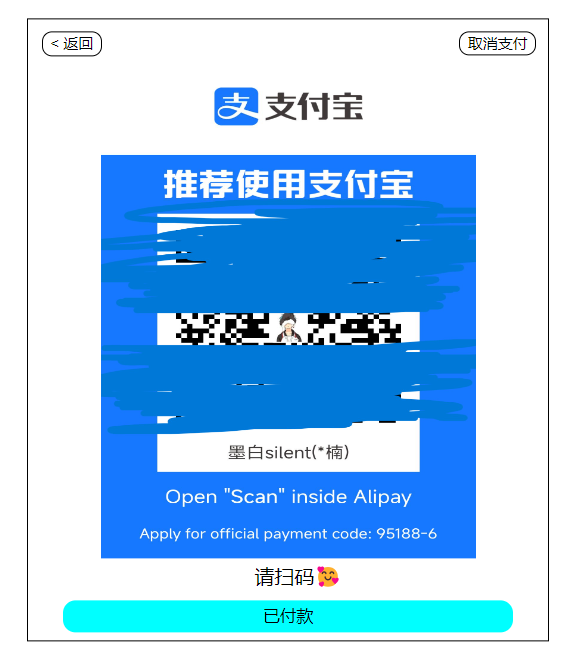 < 返回
取消支付
支 支付宝
推荐使用支付宝
墨白silent(*楠)
Open "Scan" inside Alipay
Apply for official payment code: 95188-6
请扫码🥰
已付款